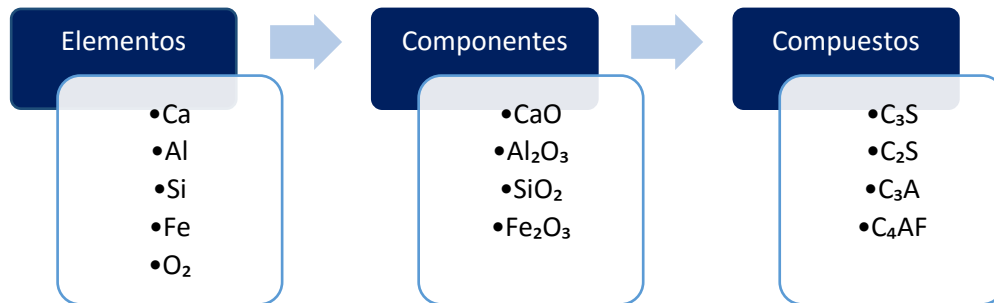 Elementos
•Ca
•Al
•Si
•Fe
•O₂
Componentes
•CaO
•Al₂O₃
•SiO₂
•Fe₂O₃
Compuestos
•C₃S
•C₂S
•C₃A
•C₄AF